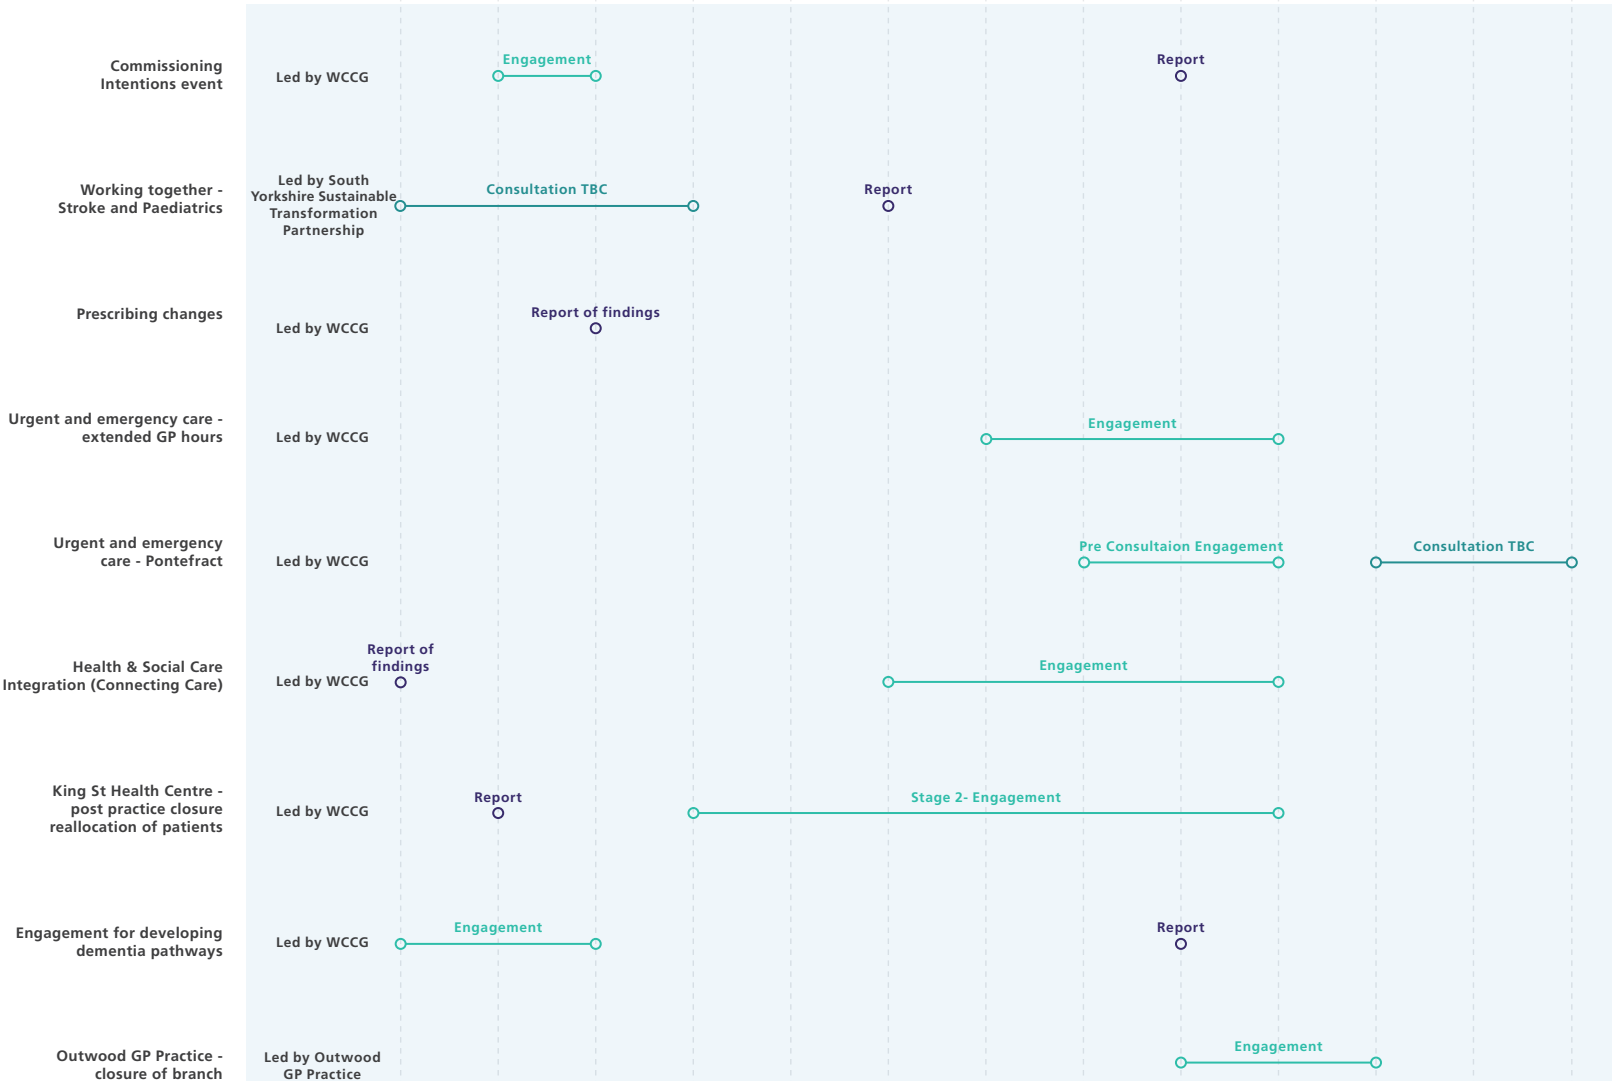 Commissioning
Intentions event
Led by WCCG
Engagement
Report
Working together -
Stroke and Paediatrics
Led by South
Yorkshire Sustainable
Transformation
Partnership
Consultation TBC
Report
Prescribing changes
Led by WCCG
Report of findings
Urgent and emergency care -
extended GP hours
Led by WCCG
Engagement
Urgent and emergency
care - Pontefract
Led by WCCG
Pre Consultaion Engagement
Consultation TBC
Health & Social Care
Integration (Connecting Care)
Led by WCCG
Report of
findings
Engagement
King St Health Centre -
post practice closure
reallocation of patients
Led by WCCG
Report
Stage 2- Engagement
Engagement for developing
dementia pathways
Led by WCCG
Engagement
Report
Outwood GP Practice -
closure of branch
Led by Outwood
GP Practice
Engagement